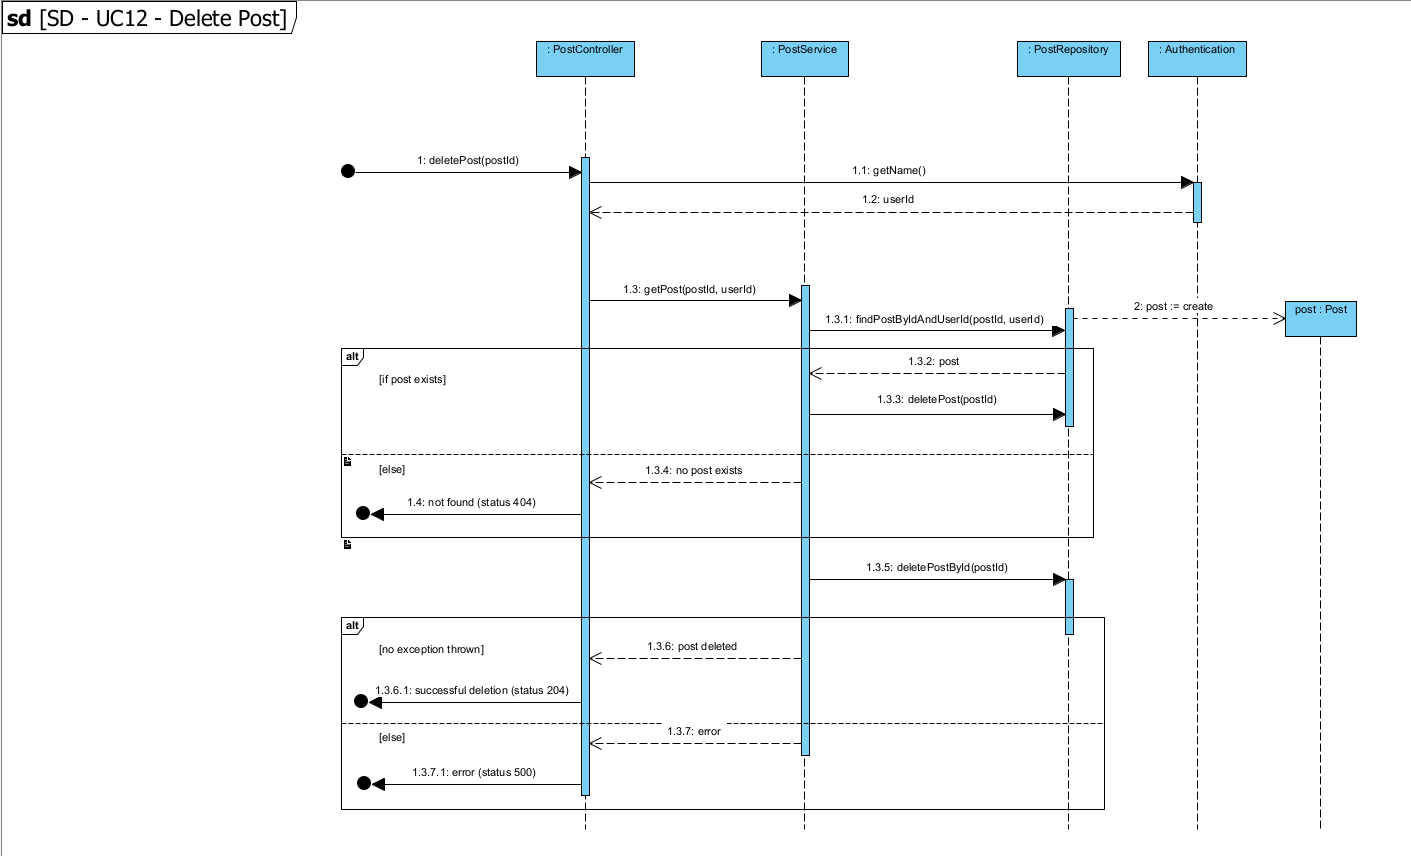 sd [SD - UC12 - Delete Post]
: PostController
: PostService
: PostRepository
: Authentication
1: deletePost(postId)
1.1: getName()
1.2: userId
1.3: getPost(postId, userId)
2: post := create
post : Post
1.3.1: findPostByIdAndUserId(postId, userId)
alt
1.3.2: post
[if post exists]
1.3.3: deletePost(postId)
[else]
1.3.4: no post exists
1.4: not found (status 404)
1.3.5: deletePostById(postId)
alt
1.3.6: post deleted
[no exception thrown]
1.3.6.1: successful deletion (status 204)
1.3.7: error
[else]
1.3.7.1: error (status 500)